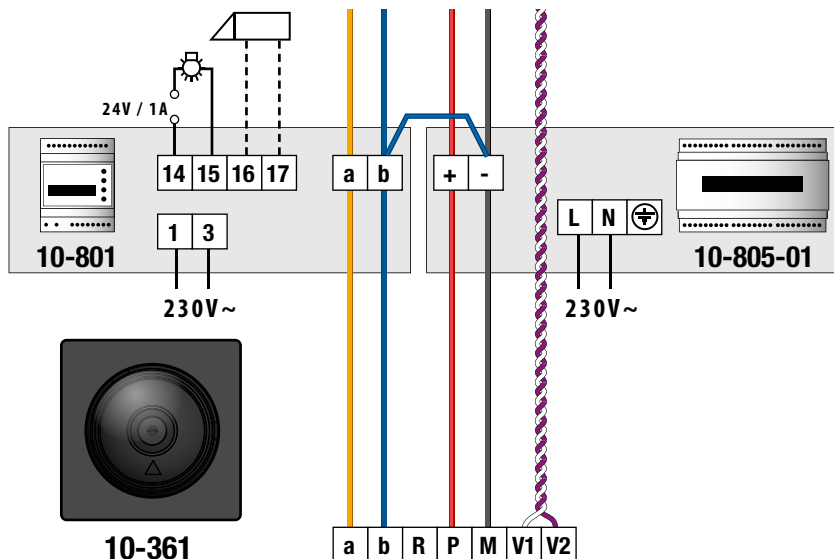 24V / 1A
14 15 16 17
a b
+ -
1 3
L N
10-801
10-805-01
230V~
230V~
a b R P M V1 V2
10-361